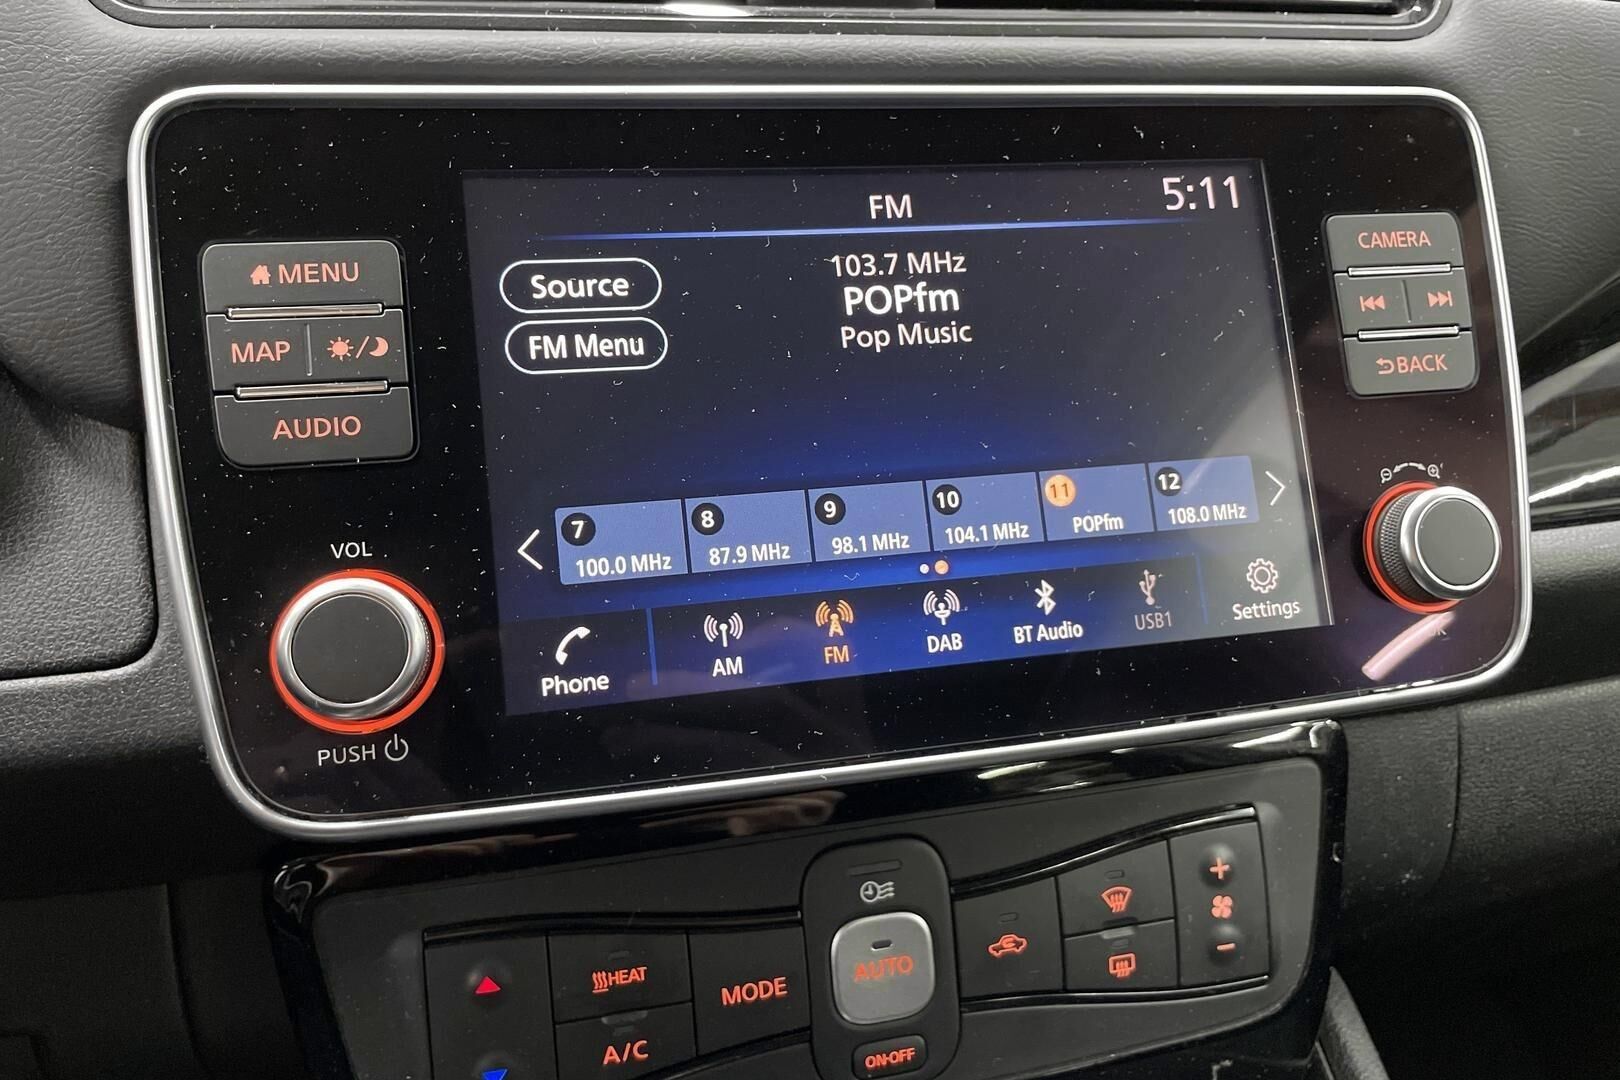 FM
5:11
Source
FM Menu
103.7 MHz
POPfm
Pop Music
7
100.0 MHz
8
87.9 MHz
9
98.1 MHz
10
104.1 MHz
11
POPfm
12
108.0 MHz
Phone
AM
FM
DAB
BT Audio
USB1
Settings
MENU
MAP
AUDIO
VOL
PUSH
CAMERA
BACK
HEAT
A/C
MODE
AUTO
ON·OFF